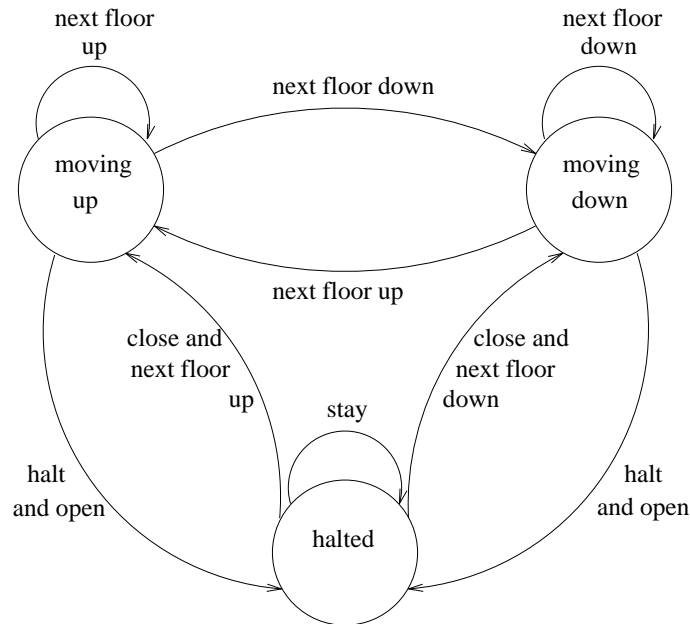 next floor
up
next floor
down
next floor down
moving
up
moving
down
next floor up
close and
next floor
up
close and
next floor
down
stay
halt
and open
halt
and open
halted